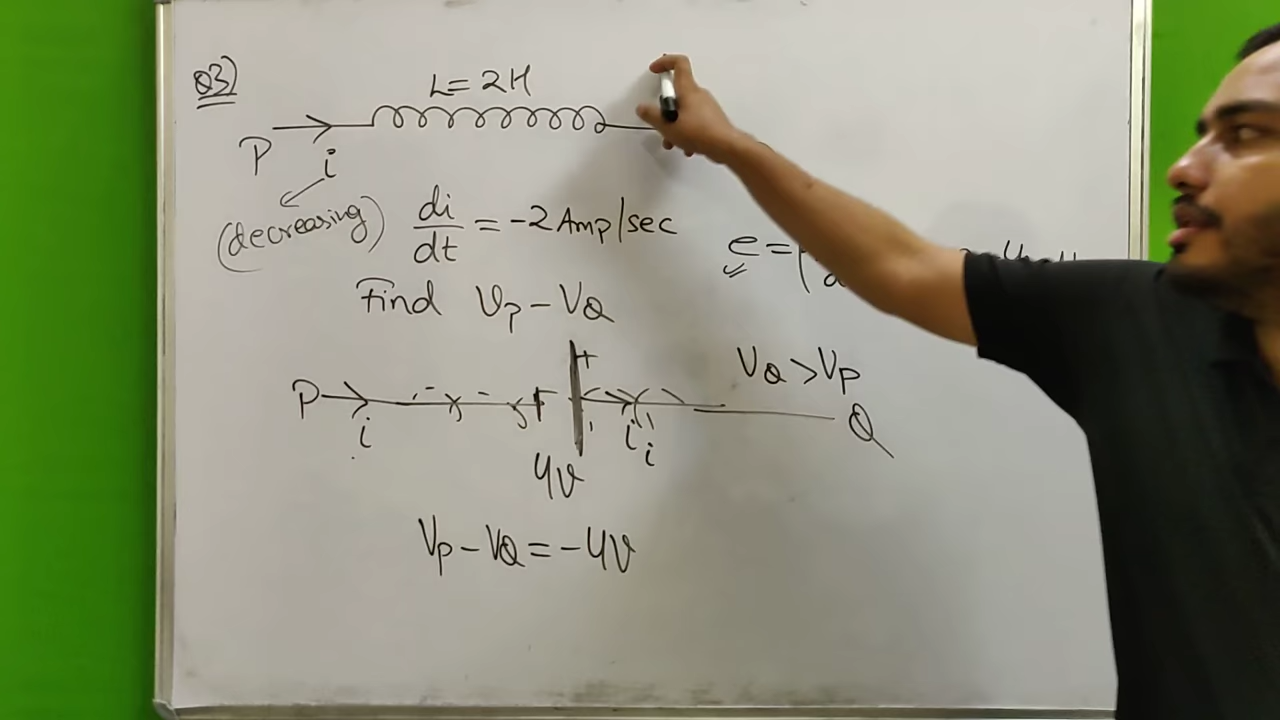 Q3)
L = 2H
P i
(decreasing) di/dt = -2 Amp/sec
e =
Find Vp - VQ
VQ > Vp
P i + i i Q
4V
Vp - VQ = -4V